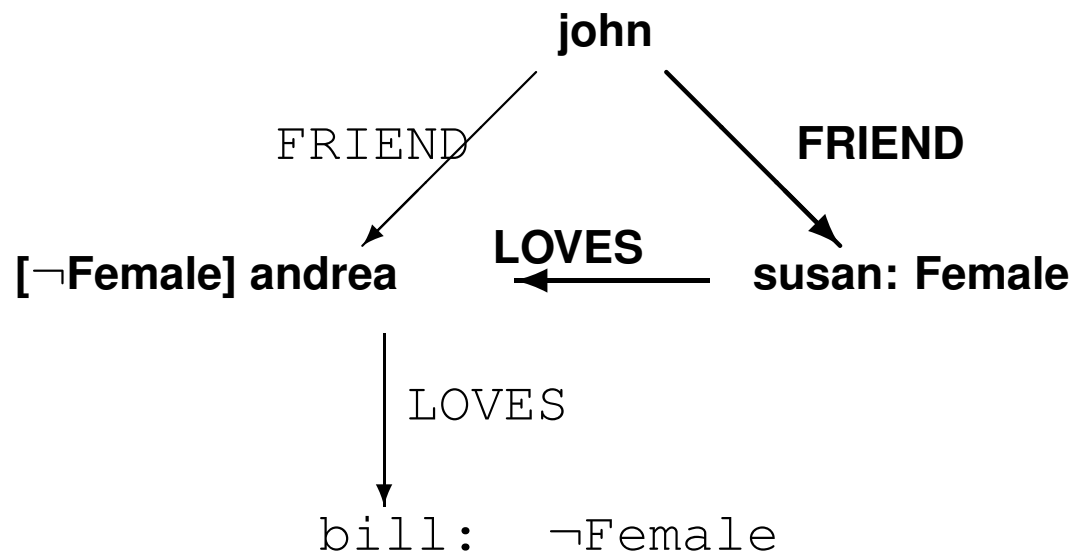 john
FRIEND FRIEND
LOVES
[¬Female] andrea susan: Female
LOVES
bill: ¬Female